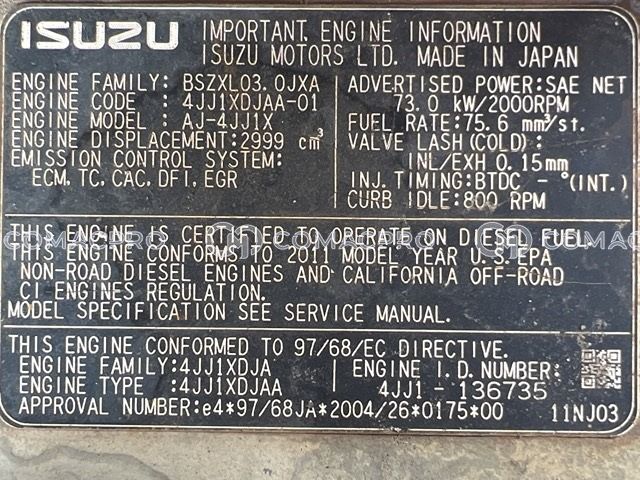 ISUZU
IMPORTANT ENGINE INFORMATION
ISUZU MOTORS LTD. MADE IN JAPAN
ENGINE FAMILY: BSZXL03.0JXA
ENGINE CODE : 4JJ1XDJAA-01
ENGINE MODEL : AJ-4JJ1X
ENGINE DISPLACEMENT:2999 cm³
EMISSION CONTROL SYSTEM:
ECM, TC, CAC, DFT, EGR
ADVERTISED POWER:SAE NET
73.0 kW/2000RPM
FUEL RATE:75.6 mm³/st.
VALVE LASH (COLD) :
INL/EXH 0.15mm
INJ. TIMING:BTDC -°(INT.)
CURB IDLE:800 RPM
THIS ENGINE IS CERTIFIED TO OPERATE ON DIESEL FUEL.
THIS ENGINE CONFORMS TO 2011 MODEL YEAR U.S.EPA
NON-ROAD DIESEL ENGINES AND CALIFORNIA OFF-ROAD
CI ENGINES REGULATION.
MODEL SPECIFICATION SEE SERVICE MANUAL.
COMACPRO COMACPRO COMACPRO
THIS ENGINE CONFORMED TO 97/68/EC DIRECTIVE.
ENGINE FAMILY:4JJ1XDJA
ENGINE TYPE :4JJ1XDJAA
ENGINE I.D.NUMBER:
4JJ1 - 136735
APPROVAL NUMBER:e4*97/68JA*2004/26*0175*00
11NJ03